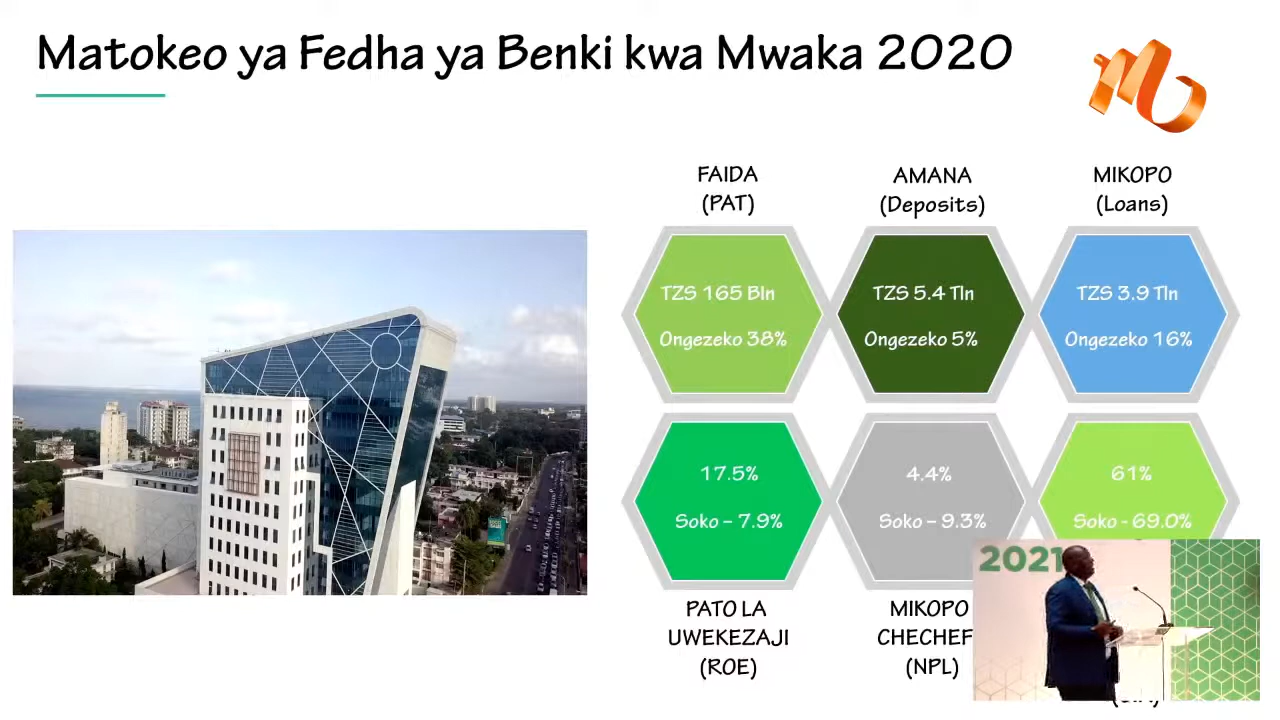 Matokeo ya Fedha ya Benki kwa Mwaka 2020
FAIDA
(PAT)
AMANA
(Deposits)
MIKOPO
(Loans)
TZS 165 Bln
Ongezeko 38%
TZS 5.4 Tln
Ongezeko 5%
TZS 3.9 Tln
Ongezeko 16%
17.5%
Soko – 7.9%
4.4%
Soko – 9.3%
61%
Soko - 69.0%
PATO LA
UWEKEZAJI
(ROE)
MIKOPO
CHECHEF
(NPL)
2021